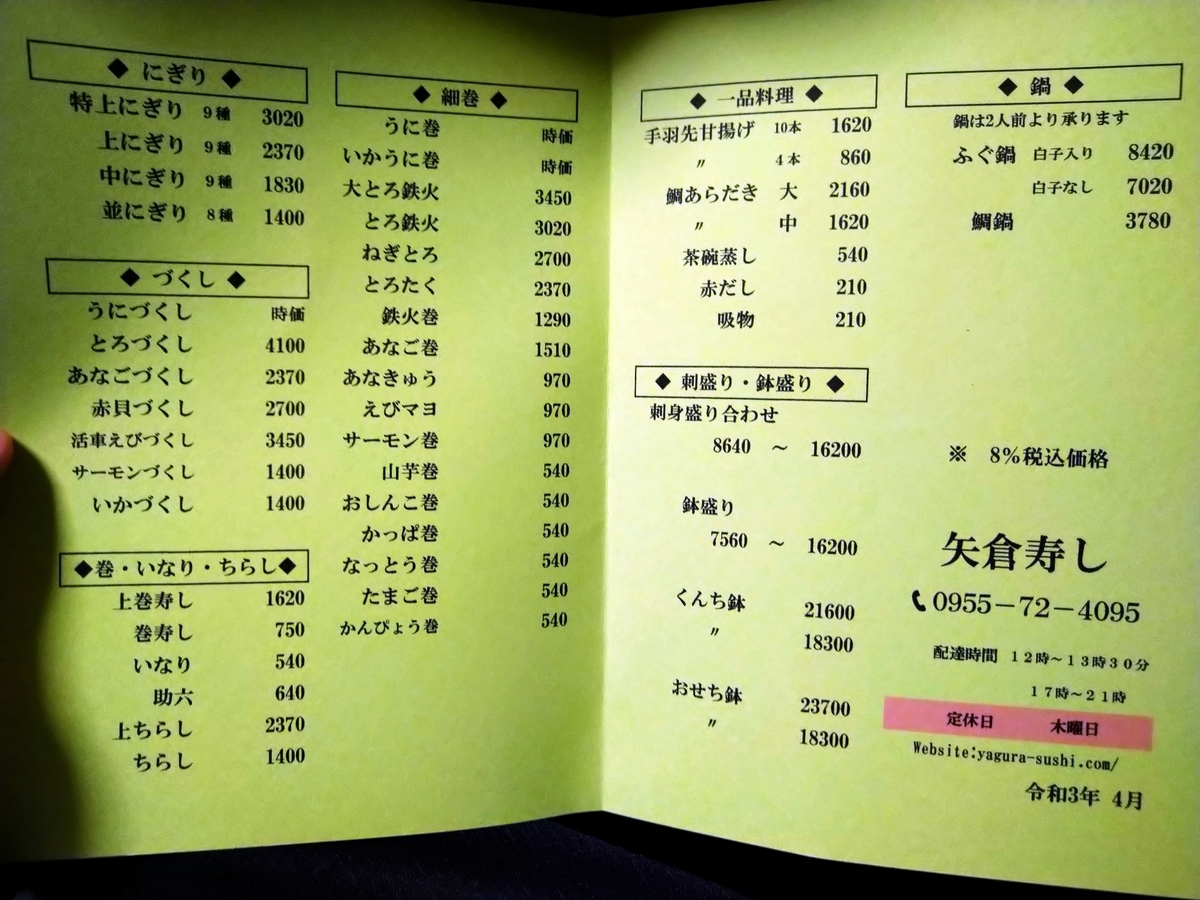 ◆ にぎり ◆
特上にぎり 9種 3020
上にぎり 9種 2370
中にぎり 9種 1830
並にぎり 8種 1400
◆ づくし ◆
うにづくし 時価
とろづくし 4100
あなごづくし 2370
赤貝づくし 2700
活車えびづくし 3450
サーモンづくし 1400
いかづくし 1400
◆巻・いなり・ちらし◆
上巻寿し 1620
巻寿し 750
いなり 540
助六 640
上ちらし 2370
ちらし 1400
◆ 細巻 ◆
うに巻 時価
いかうに巻 時価
大とろ鉄火 3450
とろ鉄火 3020
ねぎとろ 2700
とろたく 2370
鉄火巻 1290
あなご巻 1510
あなきゅう 970
えびマヨ 970
サーモン巻 970
山芋巻 540
おしんこ巻 540
かっぱ巻 540
なっとう巻 540
たまご巻 540
かんぴょう巻 540
◆ 一品料理 ◆
手羽先甘揚げ 10本 1620
〃 4本 860
鯛あらだき 大 2160
〃 中 1620
茶碗蒸し 540
赤だし 210
吸物 210
◆ 刺盛り・鉢盛り ◆
刺身盛り合わせ
8640 ～ 16200
鉢盛り
7560 ～ 16200
くんち鉢 21600
〃 18300
おせち鉢 23700
〃 18300
◆ 鍋 ◆
鍋は2人前より承ります
ふぐ鍋 白子入り 8420
白子なし 7020
鯛鍋 3780
※ 8%税込価格
矢倉寿し
0955－72－4095
配達時間 12時～13時30分
17時～21時
定休日 木曜日
Website:yagura-sushi.com/
令和3年 4月